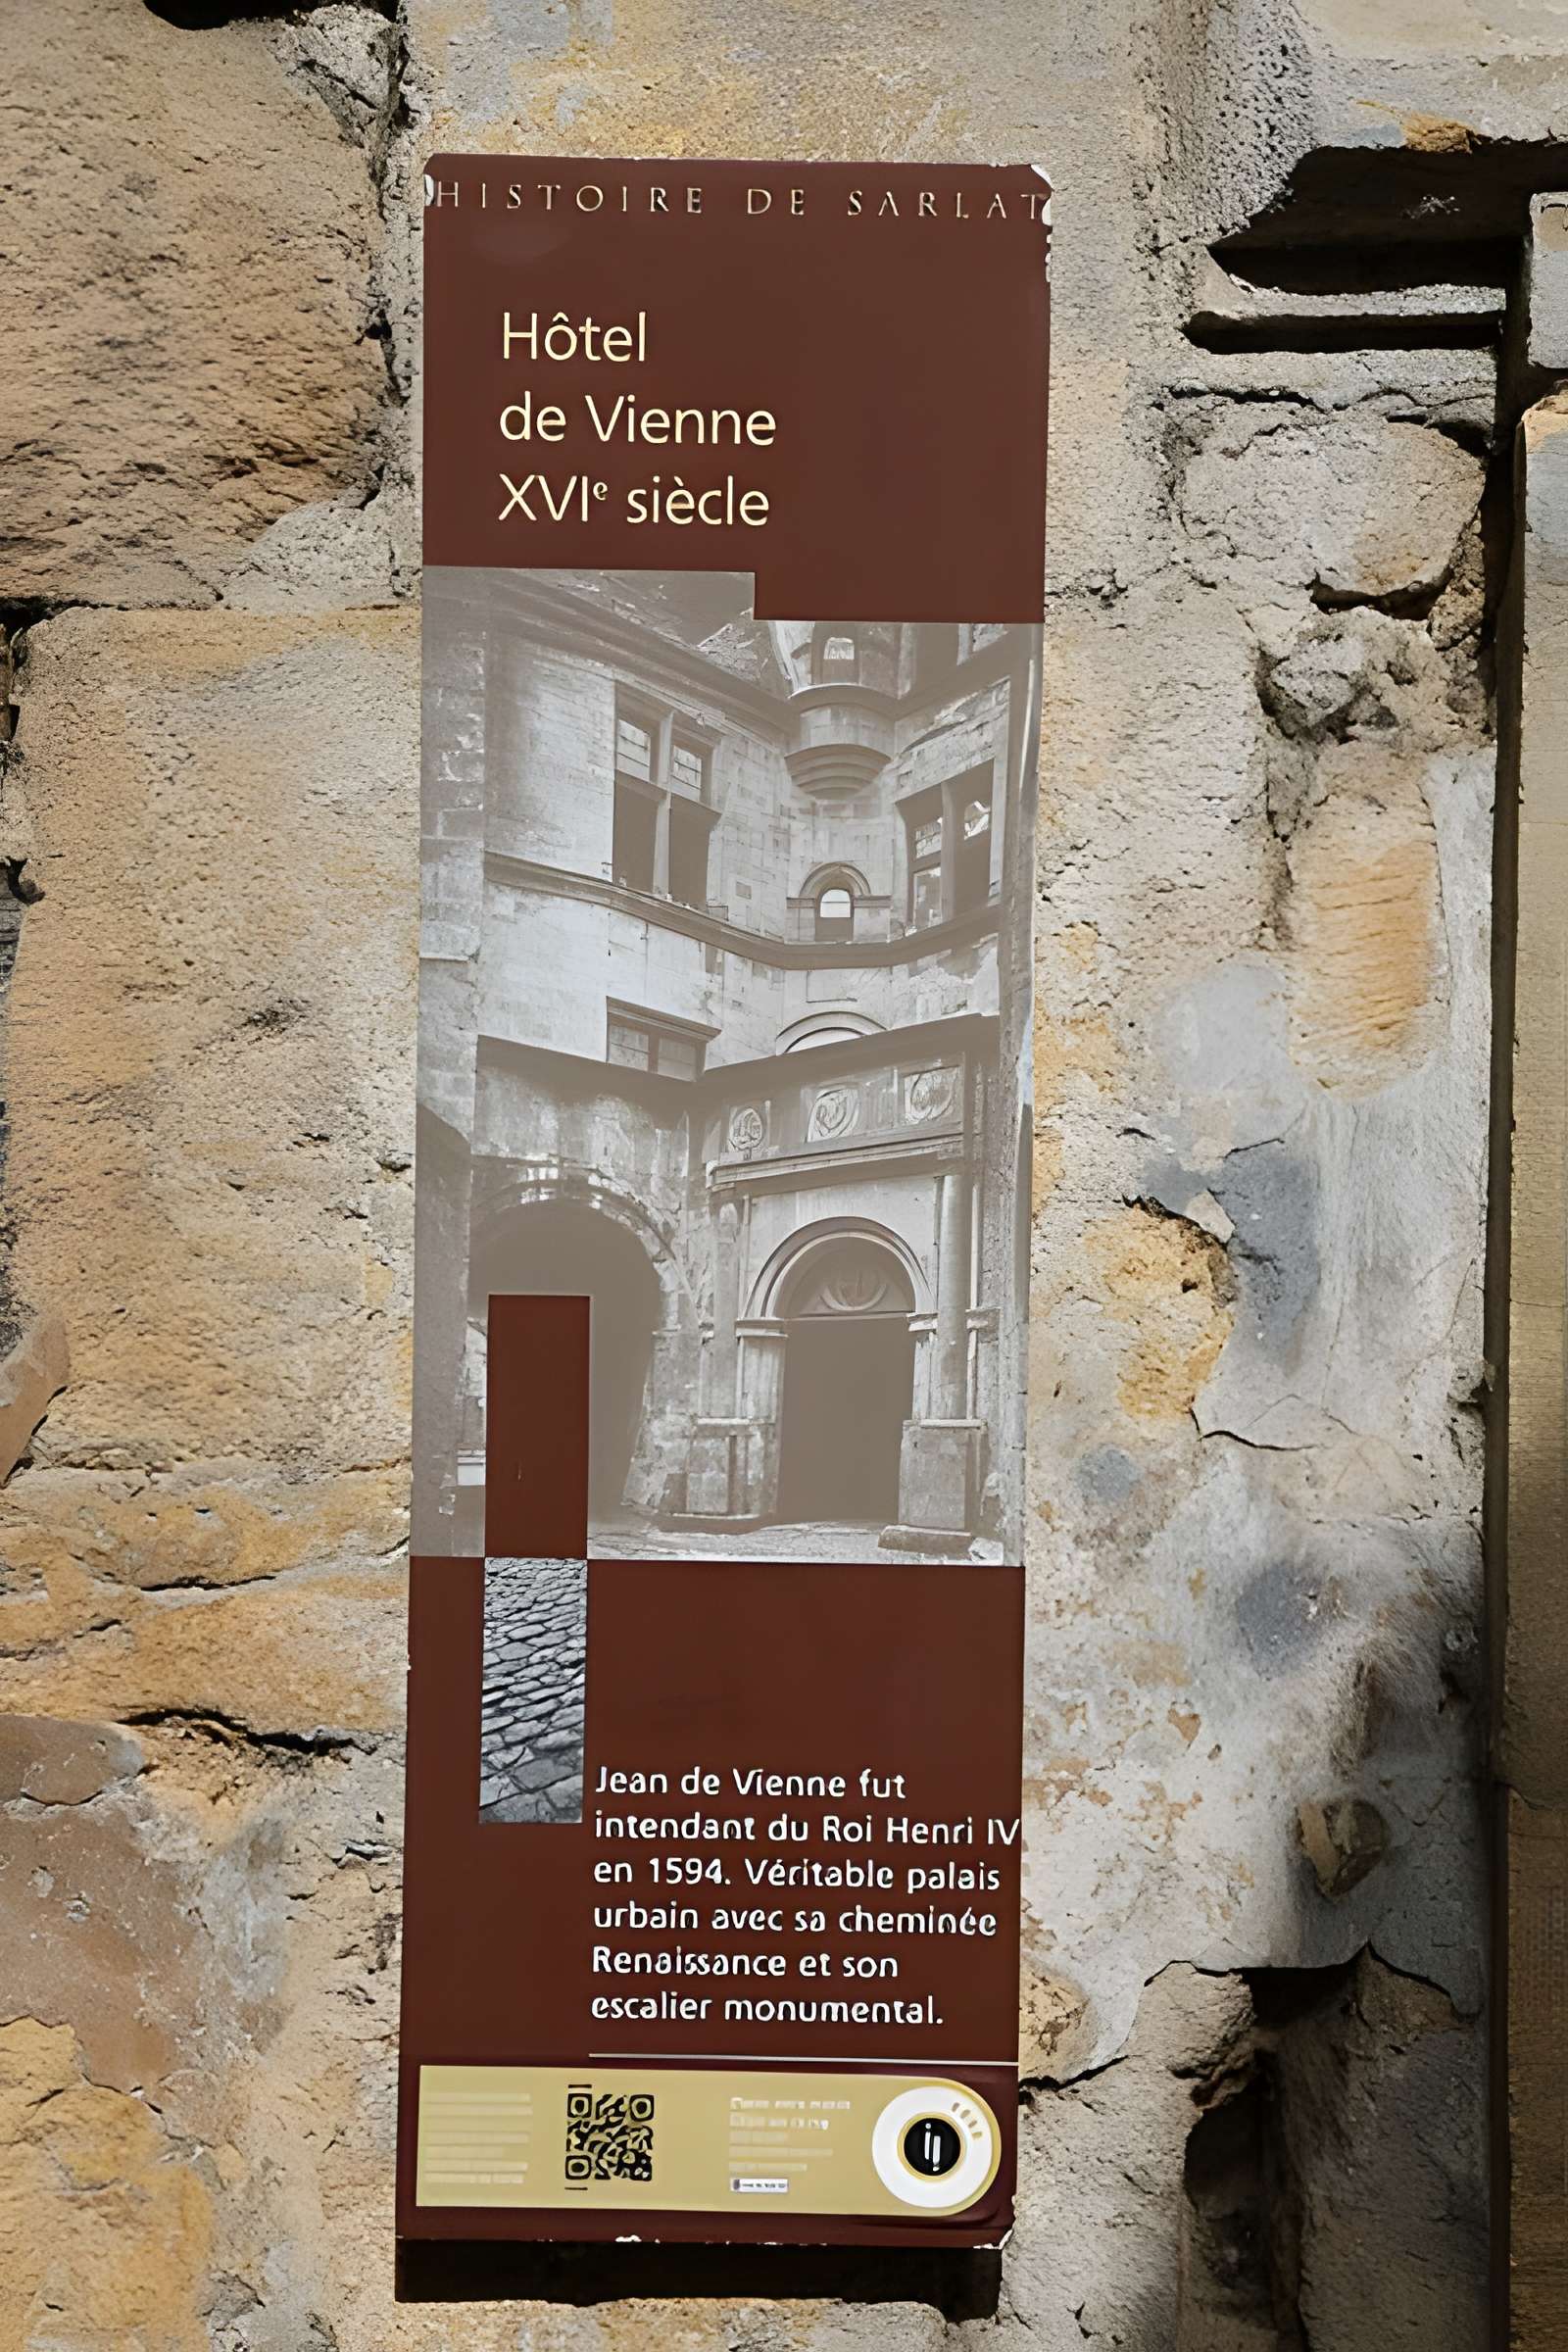 HISTOIRE DE SARLAT
Hôtel
de Vienne
XVIe siècle
Jean de Vienne fut
intendant du Roi Henri IV
en 1594. Véritable palais
urbain avec sa cheminée
Renaissance et son
escalier monumental.